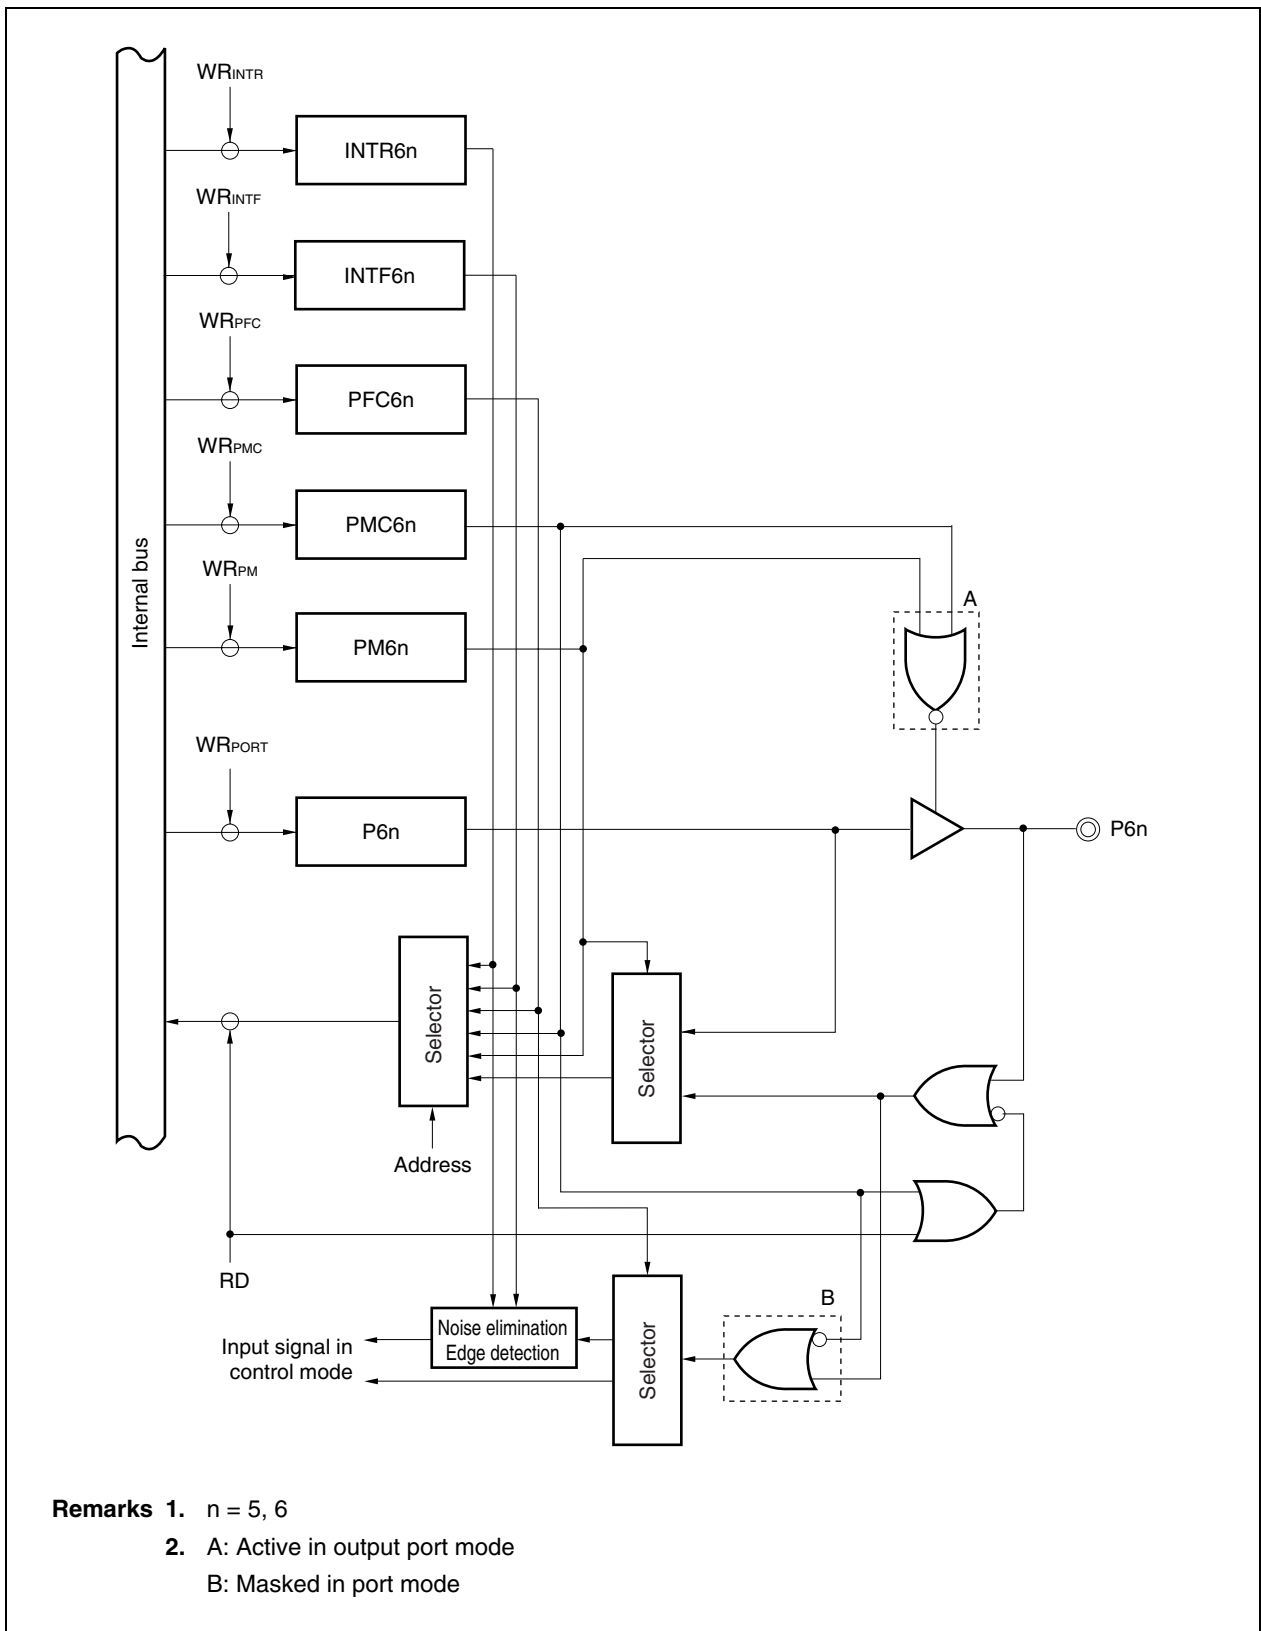 WRINTR
INTR6n
WRINTF
INTF6n
WRPFC
PFC6n
WRPMC
PMC6n
WRPM
PM6n
Internal bus
A
WRPORT
P6n
P6n
Selector
Selector
Address
RD
B
Noise elimination
Edge detection
Selector
Input signal in
control mode
Remarks 1. n = 5, 6
2. A: Active in output port mode
B: Masked in port mode